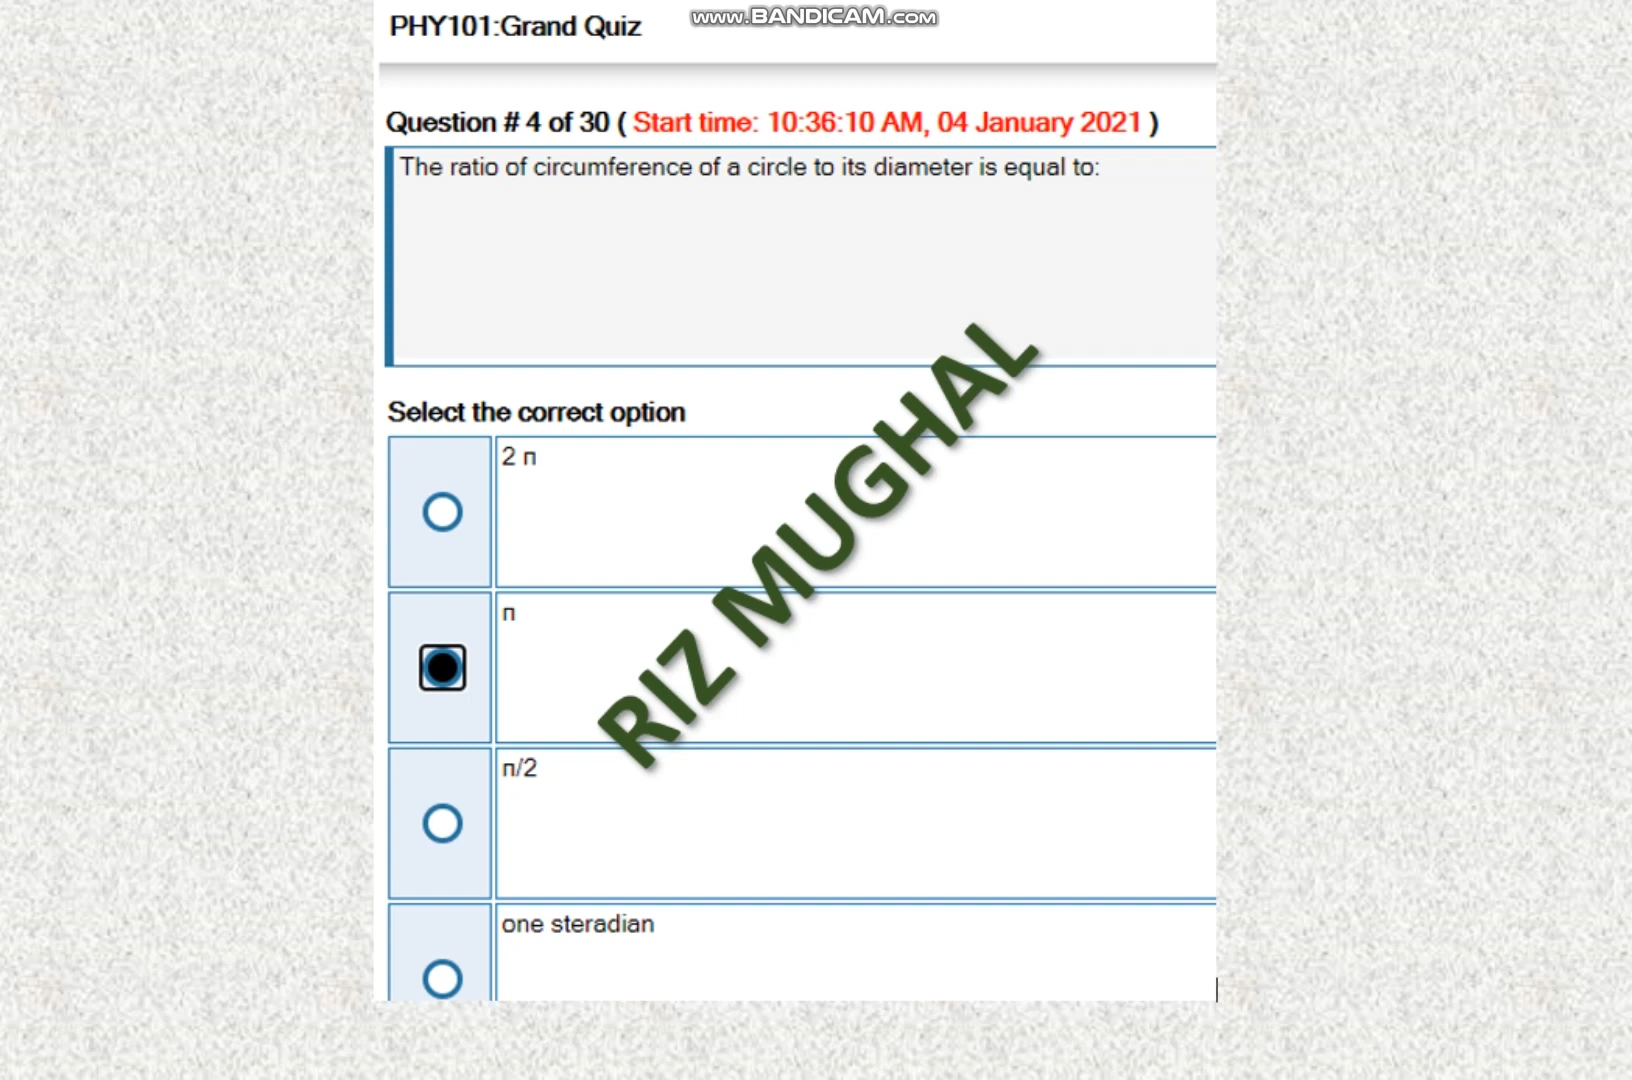 www.BANDICAM.com
PHY101:Grand Quiz
Question # 4 of 30 ( Start time: 10:36:10 AM, 04 January 2021 )
The ratio of circumference of a circle to its diameter is equal to:
Select the correct option
2 п
п
п/2
one steradian
RIZ MUGHAL